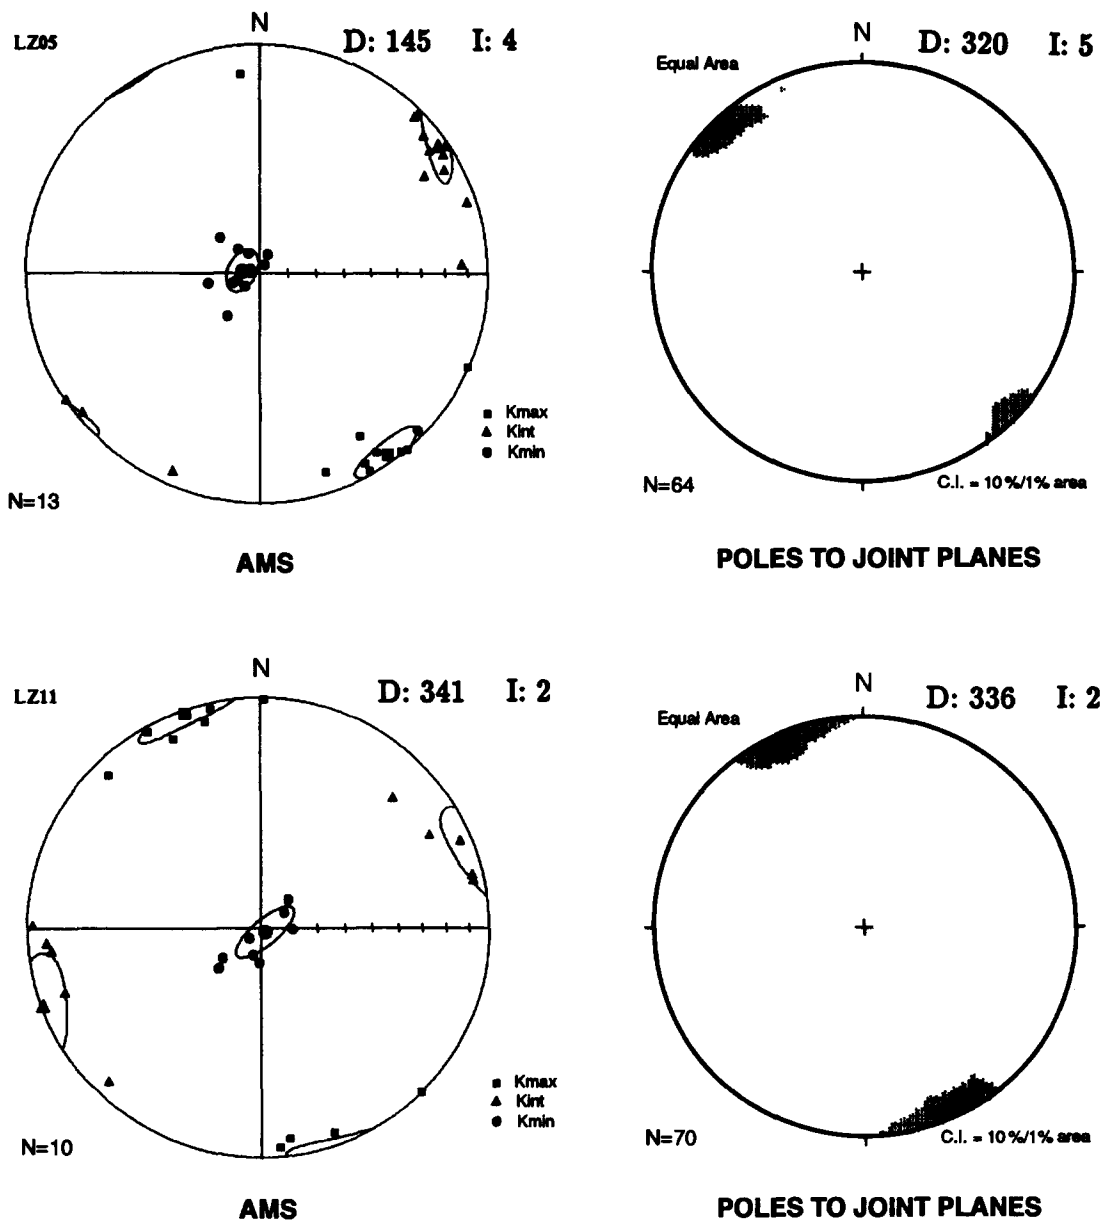 N
LZ05
D: 145 I: 4
Kmax
Kint
Kmin
N=13
AMS
N
D: 320 I: 5
Equal Area
N=64
C.I. = 10%/1% area
POLES TO JOINT PLANES
N
LZ11
D: 341 I: 2
Kmax
Kint
Kmin
N=10
AMS
N
D: 336 I: 2
Equal Area
N=70
C.I. = 10%/1% area
POLES TO JOINT PLANES